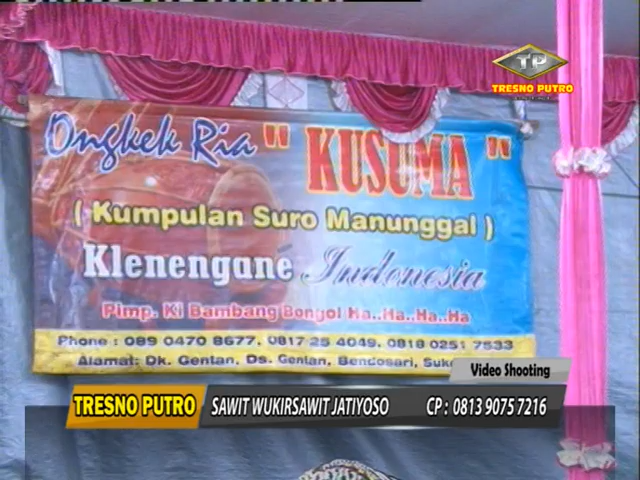 TP
TRESNO PUTRO
Ongkek Ria " KUSUMA "
( Kumpulan Suro Manunggal )
Klenengane Indonesia
Pimp. Ki Bambang Bongol Ha..Ha..Ha..Ha
Phone : 089 0470 8677, 0817 25 4049, 0818 0251 7533
Alamat: Dk. Gentan, Ds. Gentan, Bendosari,
Video Shooting
TRESNO PUTRO SAWIT WUKIRSAWIT JATIYOSO CP : 0813 9075 7216